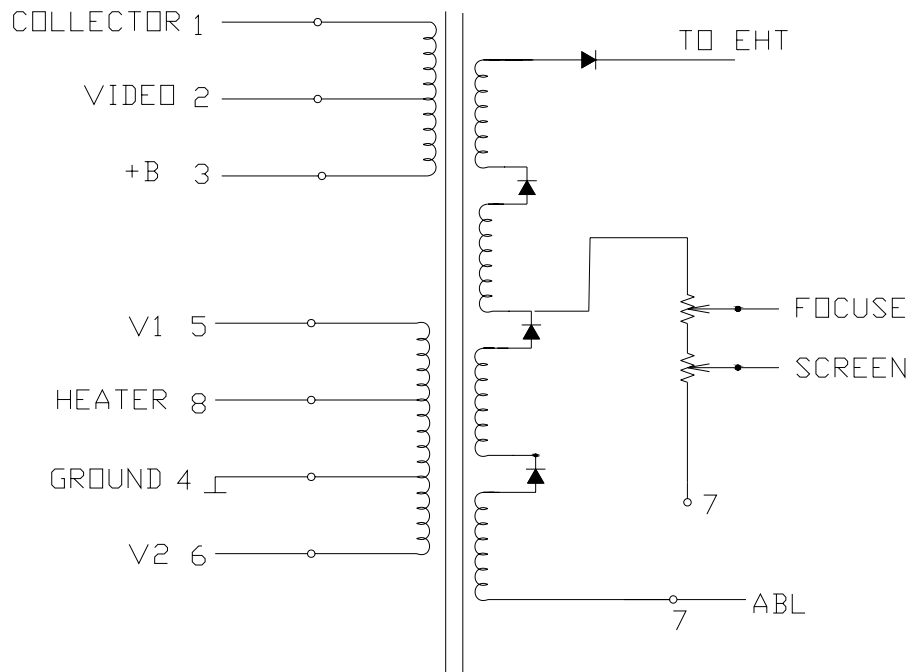 COLLECTOR 1
TO EHT
VIDEO 2
+B 3
V1 5
FOCUSE
SCREEN
HEATER 8
GROUND 4
7
V2 6
ABL
7